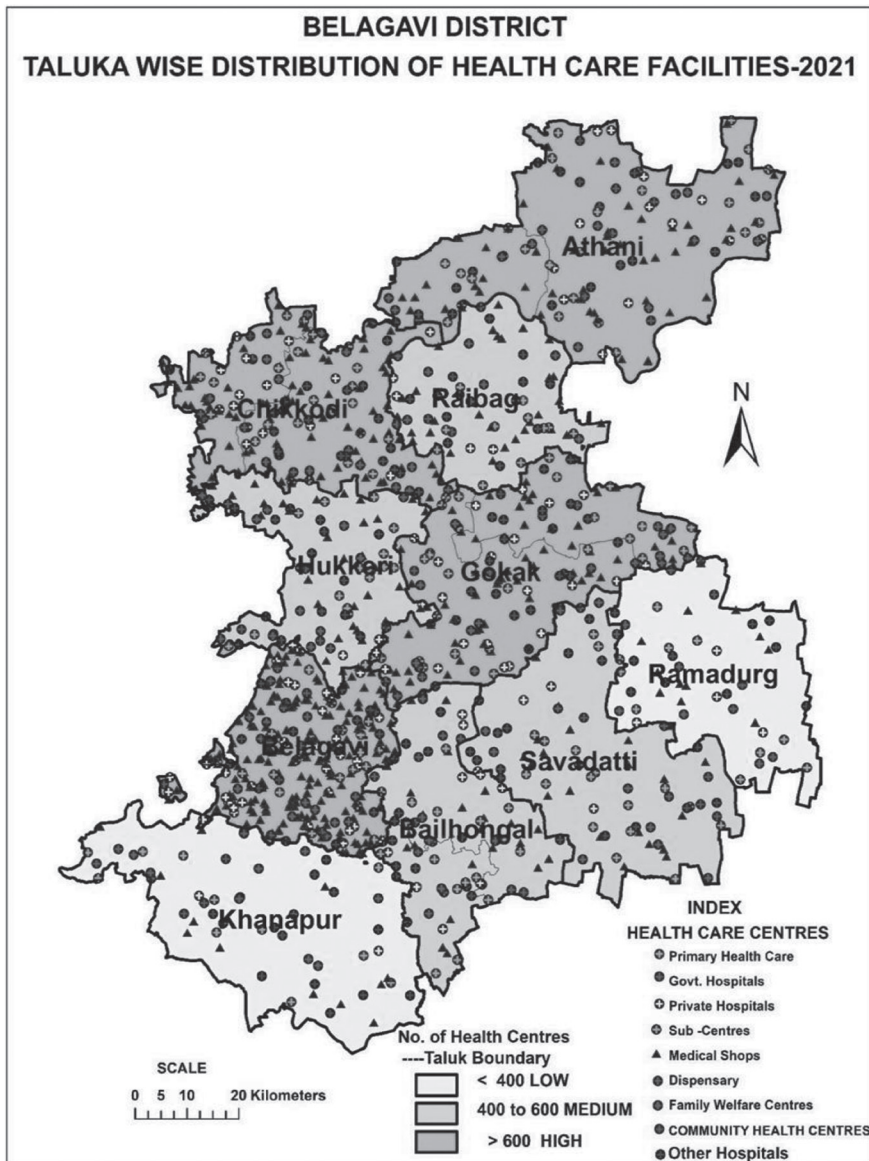 BELAGAVI DISTRICT
TALUKA WISE DISTRIBUTION OF HEALTH CARE FACILITIES-2021
Athani
Raibag
Chikkodi
N
Hukkeri
Gokak
Ramadurg
Belagavi
Savadatti
Bailhongal
Khanapur
INDEX
HEALTH CARE CENTRES
Primary Health Care
Govt. Hospitals
Private Hospitals
Sub -Centres
Medical Shops
Dispensary
Family Welfare Centres
COMMUNITY HEALTH CENTRES
Other Hospitals
No. of Health Centres
----Taluk Boundary
< 400 LOW
400 to 600 MEDIUM
> 600 HIGH
SCALE
0 5 10 20 Kilometers